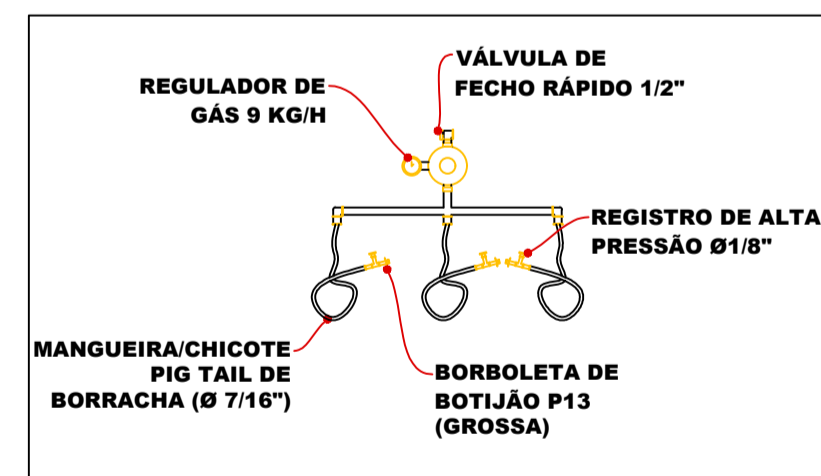 VÁLVULA DE
FECHO RÁPIDO 1/2"
REGULADOR DE
GÁS 9 KG/H
REGISTRO DE ALTA
PRESSÃO Ø1/8"
MANGUEIRA/CHICOTE
PIG TAIL DE
BORRACHA (Ø 7/16")
BORBOLETA DE
BOTIJÃO P13
(GROSSA)